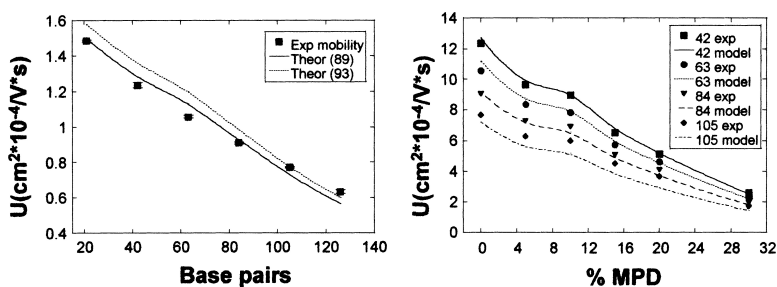 U(cm²*10⁻⁴/V*s)
1.6
1.4
1.2
1
0.8
0.6
0.4
Exp mobility
Theor (89)
Theor (93)
0 20 40 60 80 100 120 140
Base pairs
U(cm²*10⁻⁴/V*s)
14
12
10
8
6
4
2
0
42 exp
42 model
63 exp
63 model
84 exp
84 model
105 exp
105 model
0 4 8 12 16 20 24 28 32
% MPD